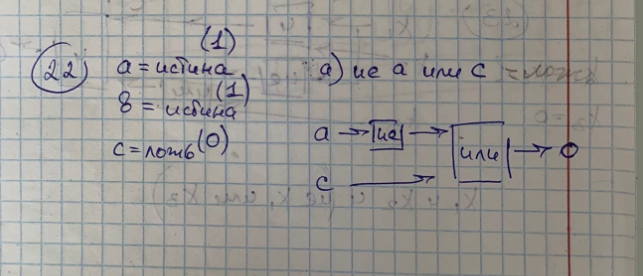 (1)
22) а = истина
в = истина (1)
с = ложь (0)
а) не а или с = ложь
а → не → или → 0
с →